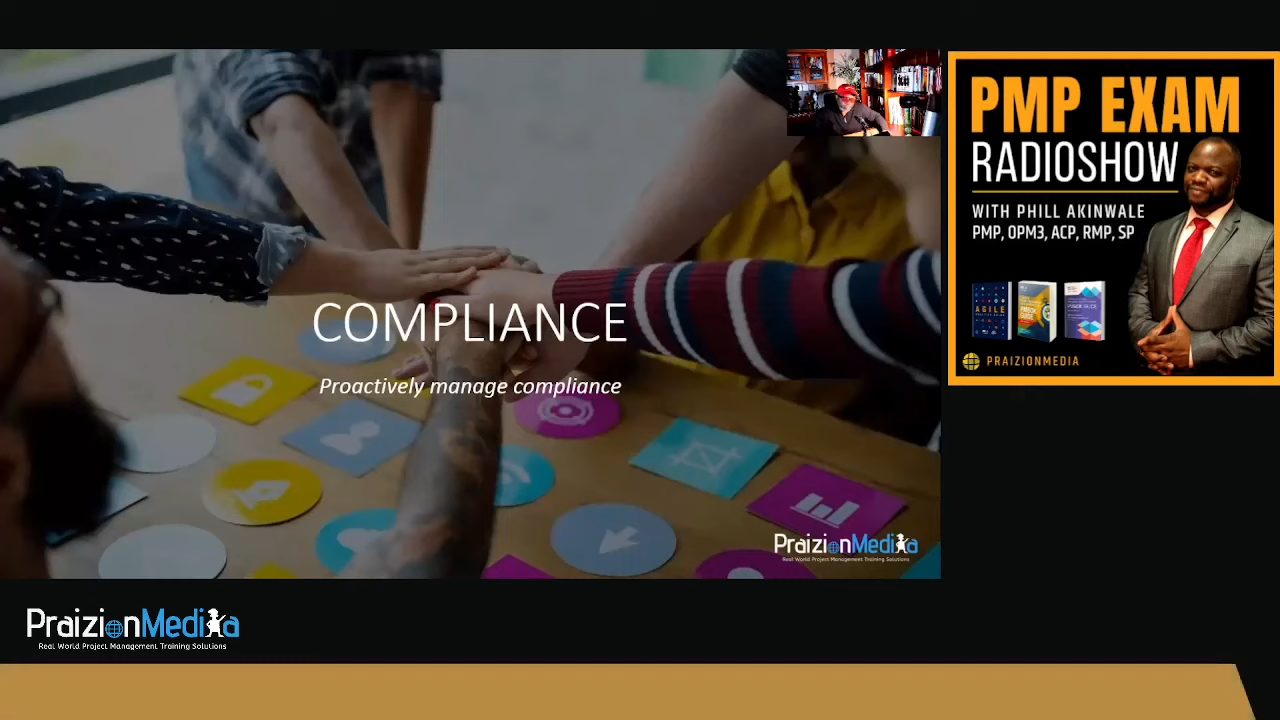 COMPLIANCE
Proactively manage compliance
PraizionMedia
Real World Project Management Training Solutions
PMP EXAM
RADIOSHOW
WITH PHILL AKINWALE
PMP, OPM3, ACP, RMP, SP
AGILE
PRAIZIONMEDIA
PraizionMedia
Real World Project Management Training Solutions